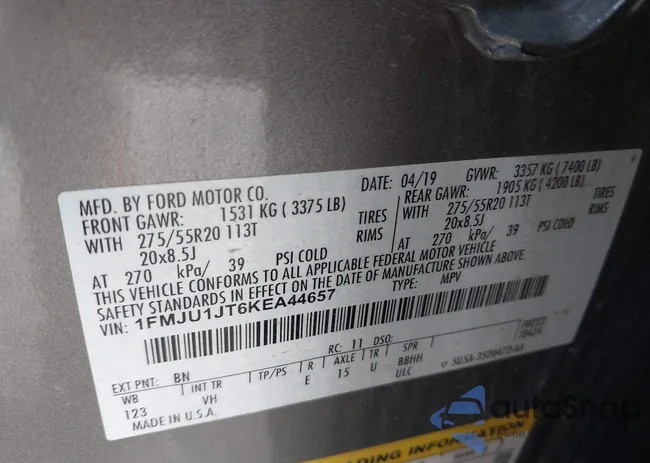 MFD. BY FORD MOTOR CO.
DATE: 04/19 GVWR: 3357 KG ( 7400 LB)
FRONT GAWR: 1531 KG ( 3375 LB)
REAR GAWR: 1905 KG ( 4200 LB)
WITH 275/55R20 113T TIRES
275/55R20 113T TIRES
20x8.5J RIMS
20x8.5J RIMS
AT 270 kPa/ 39 PSI COLD
AT 270 kPa/ 39 PSI COLD
THIS VEHICLE CONFORMS TO ALL APPLICABLE FEDERAL MOTOR VEHICLE
SAFETY STANDARDS IN EFFECT ON THE DATE OF MANUFACTURE SHOWN ABOVE.
VIN: 1FMJU1JT6KEA44657
TYPE: MPV
EXT PNT: BN RC: 11 DSO:
WB INT TR TP/PS R AXLE TR SPR
123 VH E 15 U BBHH
MADE IN U.S.A. ULC
autoSnap
LOADING INFORMATION